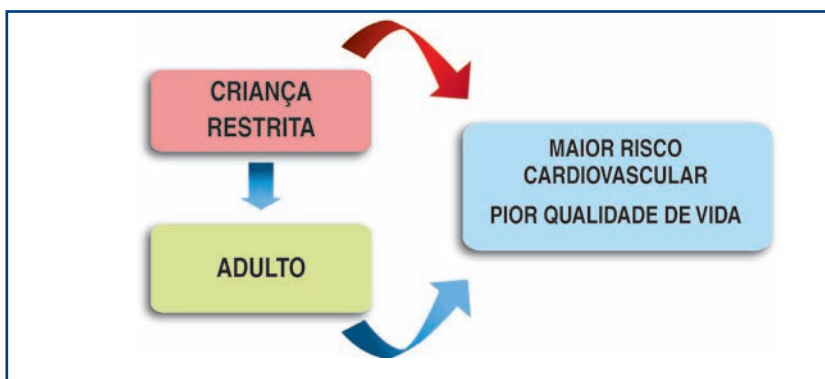 CRIANÇA
RESTRITA
MAIOR RISCO
CARDIOVASCULAR
PIOR QUALIDADE DE VIDA
ADULTO